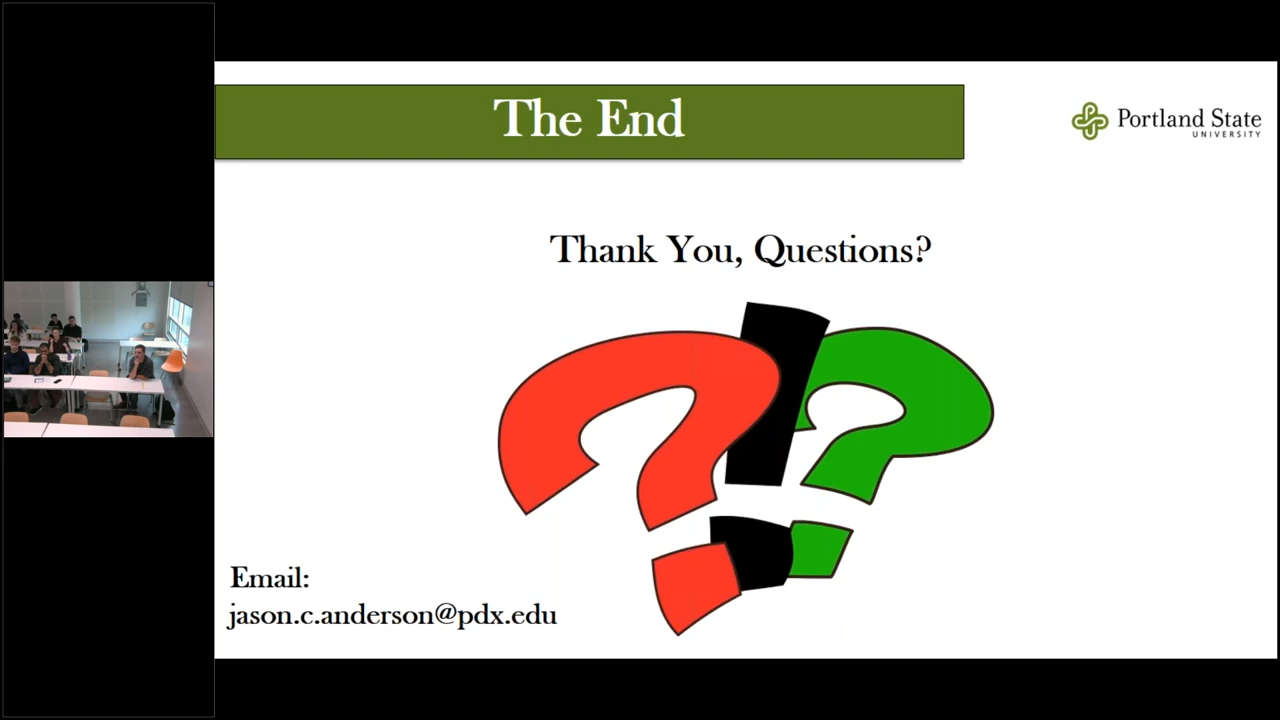 The End
Portland State
UNIVERSITY
Thank You, Questions?
Email:
jason.c.anderson@pdx.edu